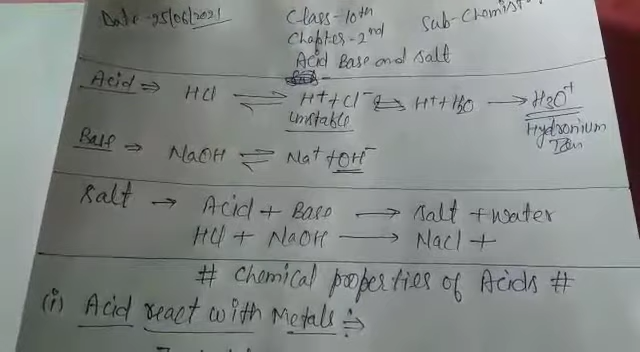 Date-25/06/2021
Class-10th
Sub-Chemist
Chapter-2nd
Acid Base and Salt
Acid ⇒ HCl ⇌ H⁺+Cl⁻ ⇌ H⁺+H₂O → H₃O⁺
Unstable
Hydronium
Base ⇒ NaOH ⇌ Na⁺+OH⁻
Salt → Acid + Base → Salt + water
HCl + NaOH → Nacl +
# Chemical properties of Acids #
(i) Acid react with Metals ⇒